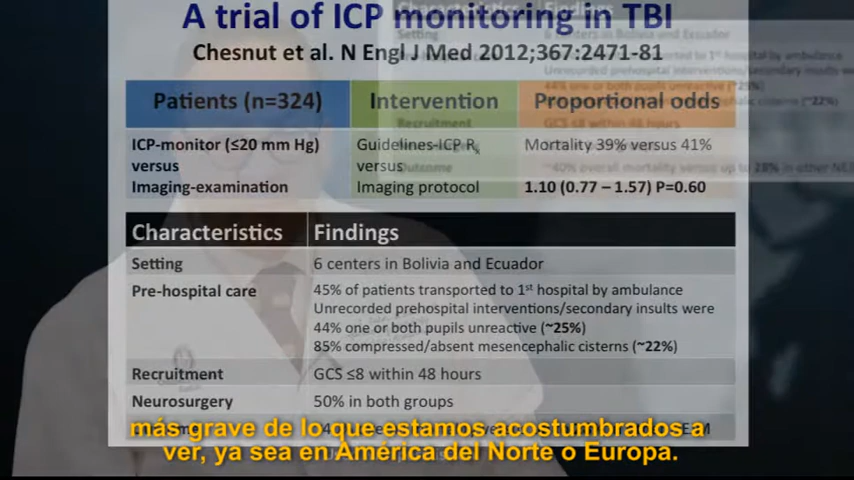 A trial of ICP monitoring in TBI
Chesnut et al. N Engl J Med 2012;367:2471-81
Patients (n=324) Intervention Proportional odds
ICP-monitor (≤20 mm Hg) Guidelines-ICP Rx Mortality 39% versus 41%
versus versus
Imaging-examination Imaging protocol 1.10 (0.77 – 1.57) P=0.60
Characteristics Findings
Setting 6 centers in Bolivia and Ecuador
Pre-hospital care 45% of patients transported to 1st hospital by ambulance
Unrecorded prehospital interventions/secondary insults were
44% one or both pupils unreactive (~25%)
85% compressed/absent mesencephalic cisterns (~22%)
Recruitment GCS ≤8 within 48 hours
Neurosurgery 50% in both groups
más grave de lo que estamos acostumbrados a
ver, ya sea en América del Norte o Europa.